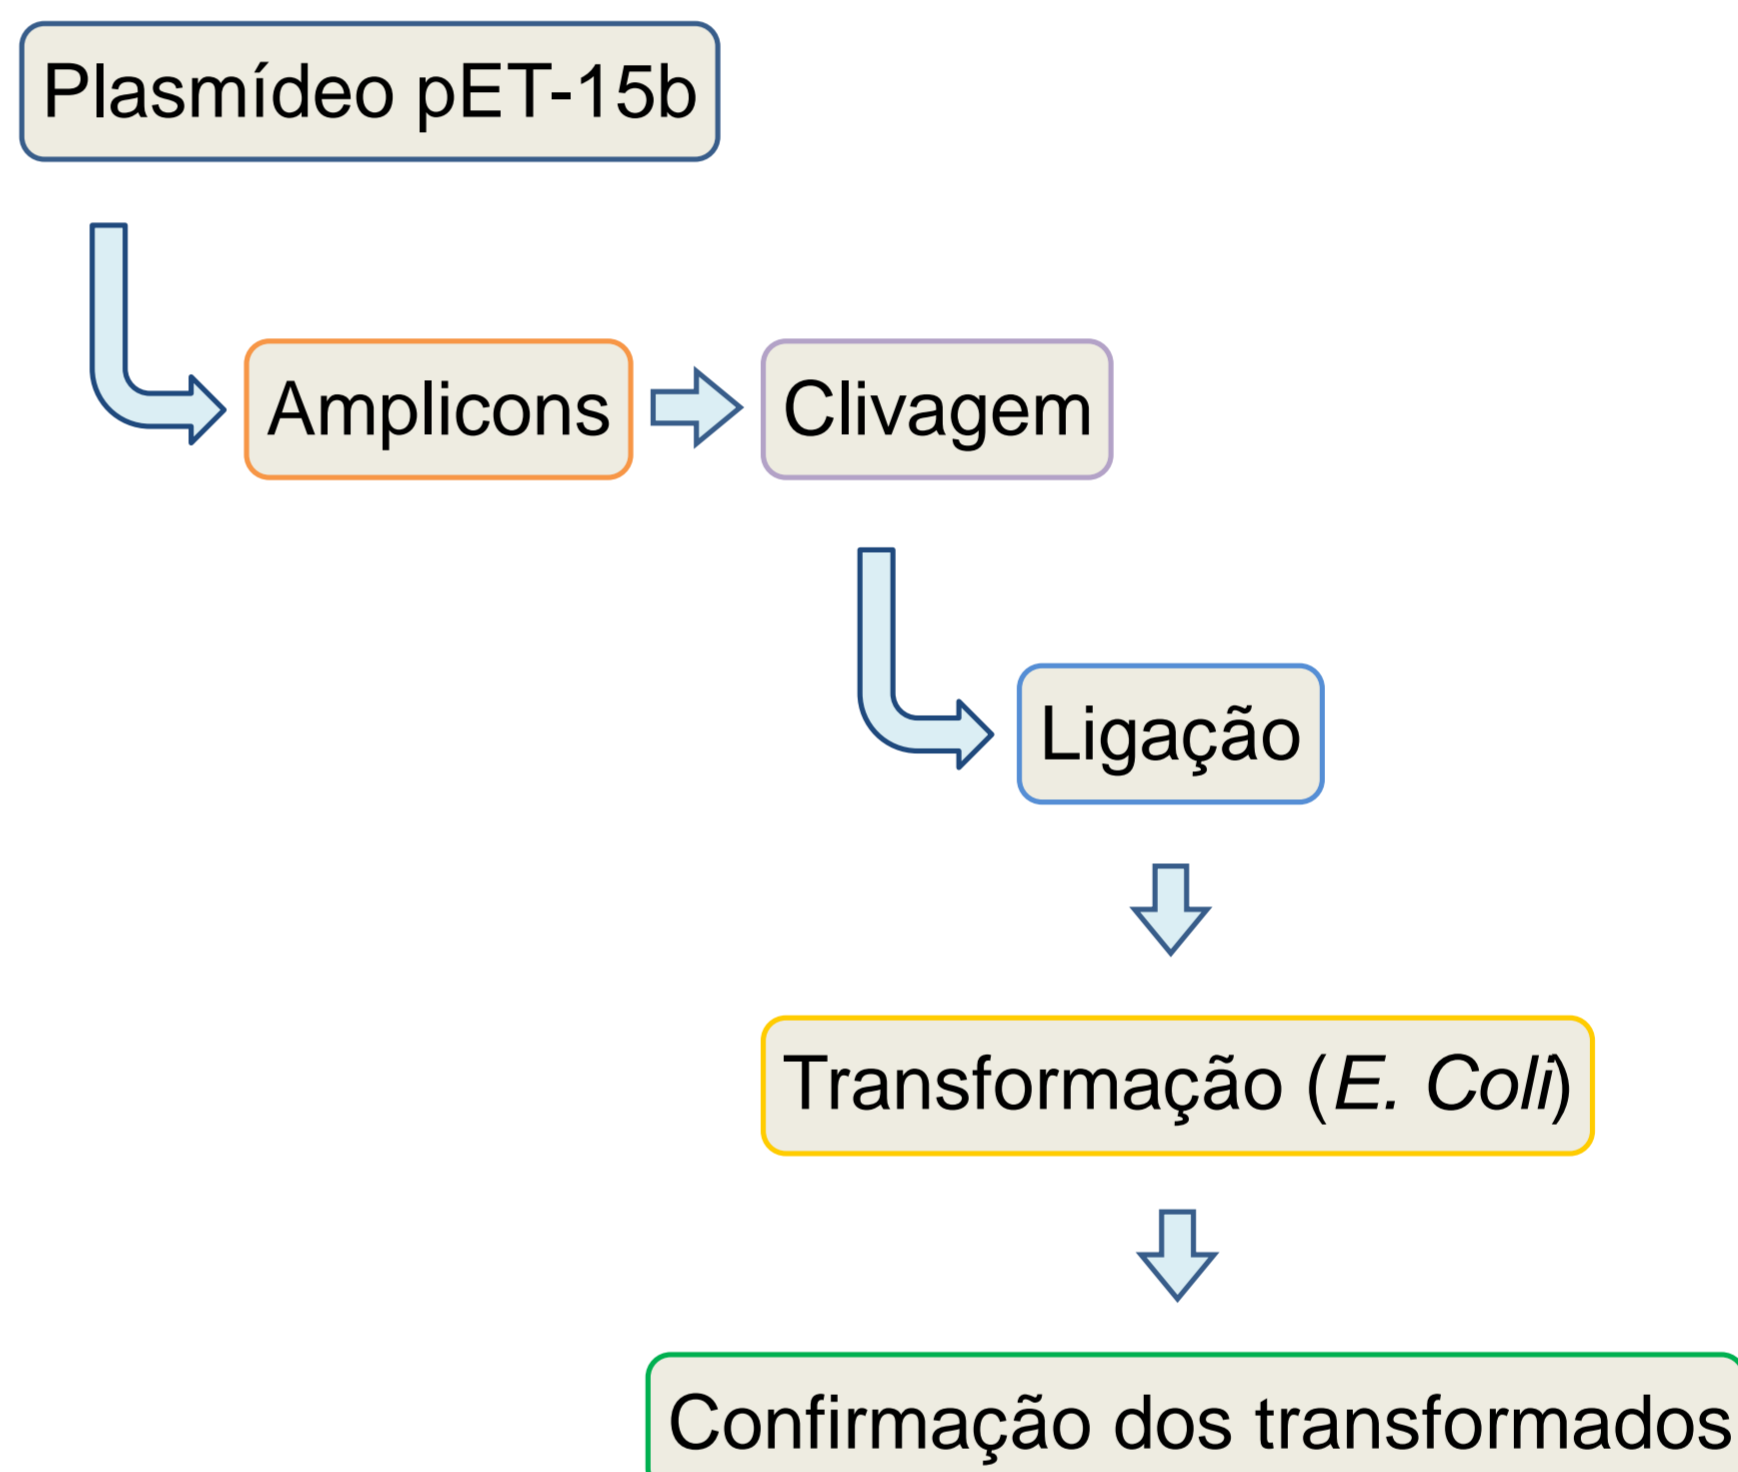 Plasmídeo pET-15b
Amplicons
Clivagem
Ligação
Transformação (E. Coli)
Confirmação dos transformados